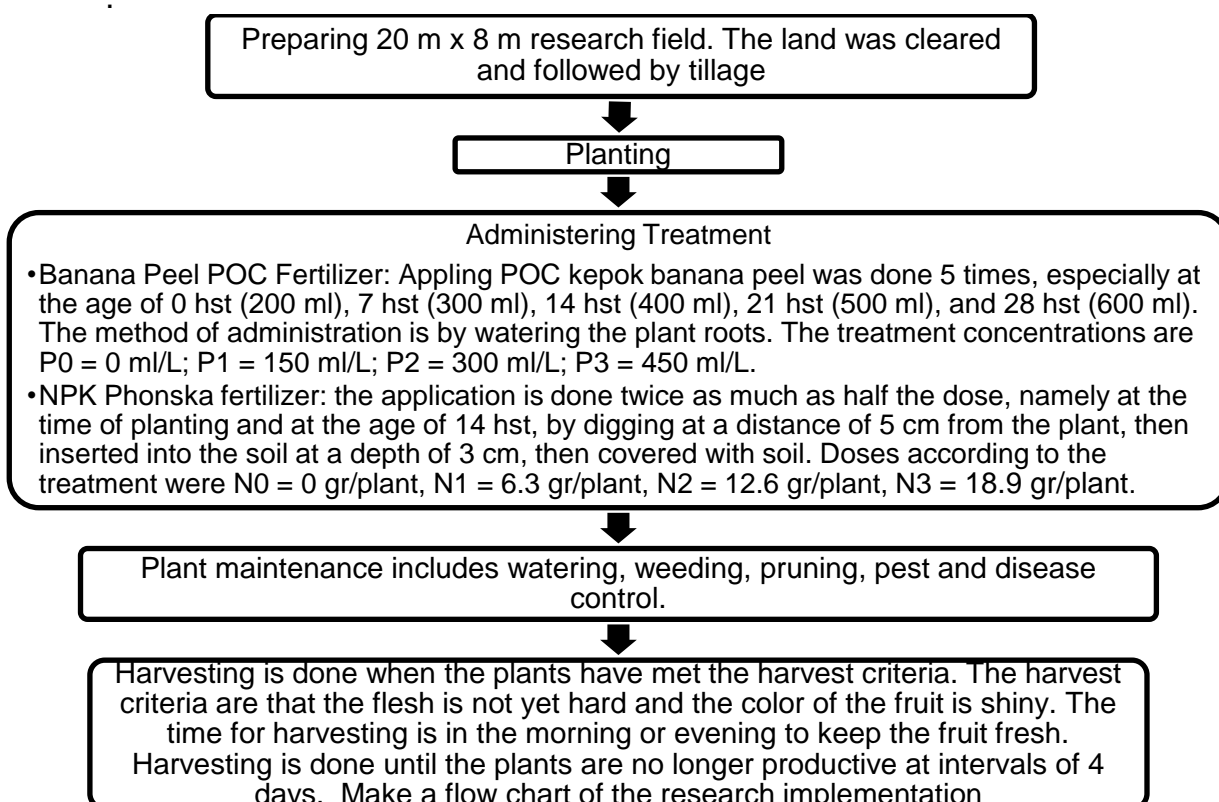 .
Preparing 20 m x 8 m research field. The land was cleared
and followed by tillage
Planting
Administering Treatment
•Banana Peel POC Fertilizer: Appling POC kepok banana peel was done 5 times, especially at
the age of 0 hst (200 ml), 7 hst (300 ml), 14 hst (400 ml), 21 hst (500 ml), and 28 hst (600 ml).
The method of administration is by watering the plant roots. The treatment concentrations are
P0 = 0 ml/L; P1 = 150 ml/L; P2 = 300 ml/L; P3 = 450 ml/L.
•NPK Phonska fertilizer: the application is done twice as much as half the dose, namely at the
time of planting and at the age of 14 hst, by digging at a distance of 5 cm from the plant, then
inserted into the soil at a depth of 3 cm, then covered with soil. Doses according to the
treatment were N0 = 0 gr/plant, N1 = 6.3 gr/plant, N2 = 12.6 gr/plant, N3 = 18.9 gr/plant.
Plant maintenance includes watering, weeding, pruning, pest and disease
control.
Harvesting is done when the plants have met the harvest criteria. The harvest
criteria are that the flesh is not yet hard and the color of the fruit is shiny. The
time for harvesting is in the morning or evening to keep the fruit fresh.
Harvesting is done until the plants are no longer productive at intervals of 4
days. Make a flow chart of the research implementation